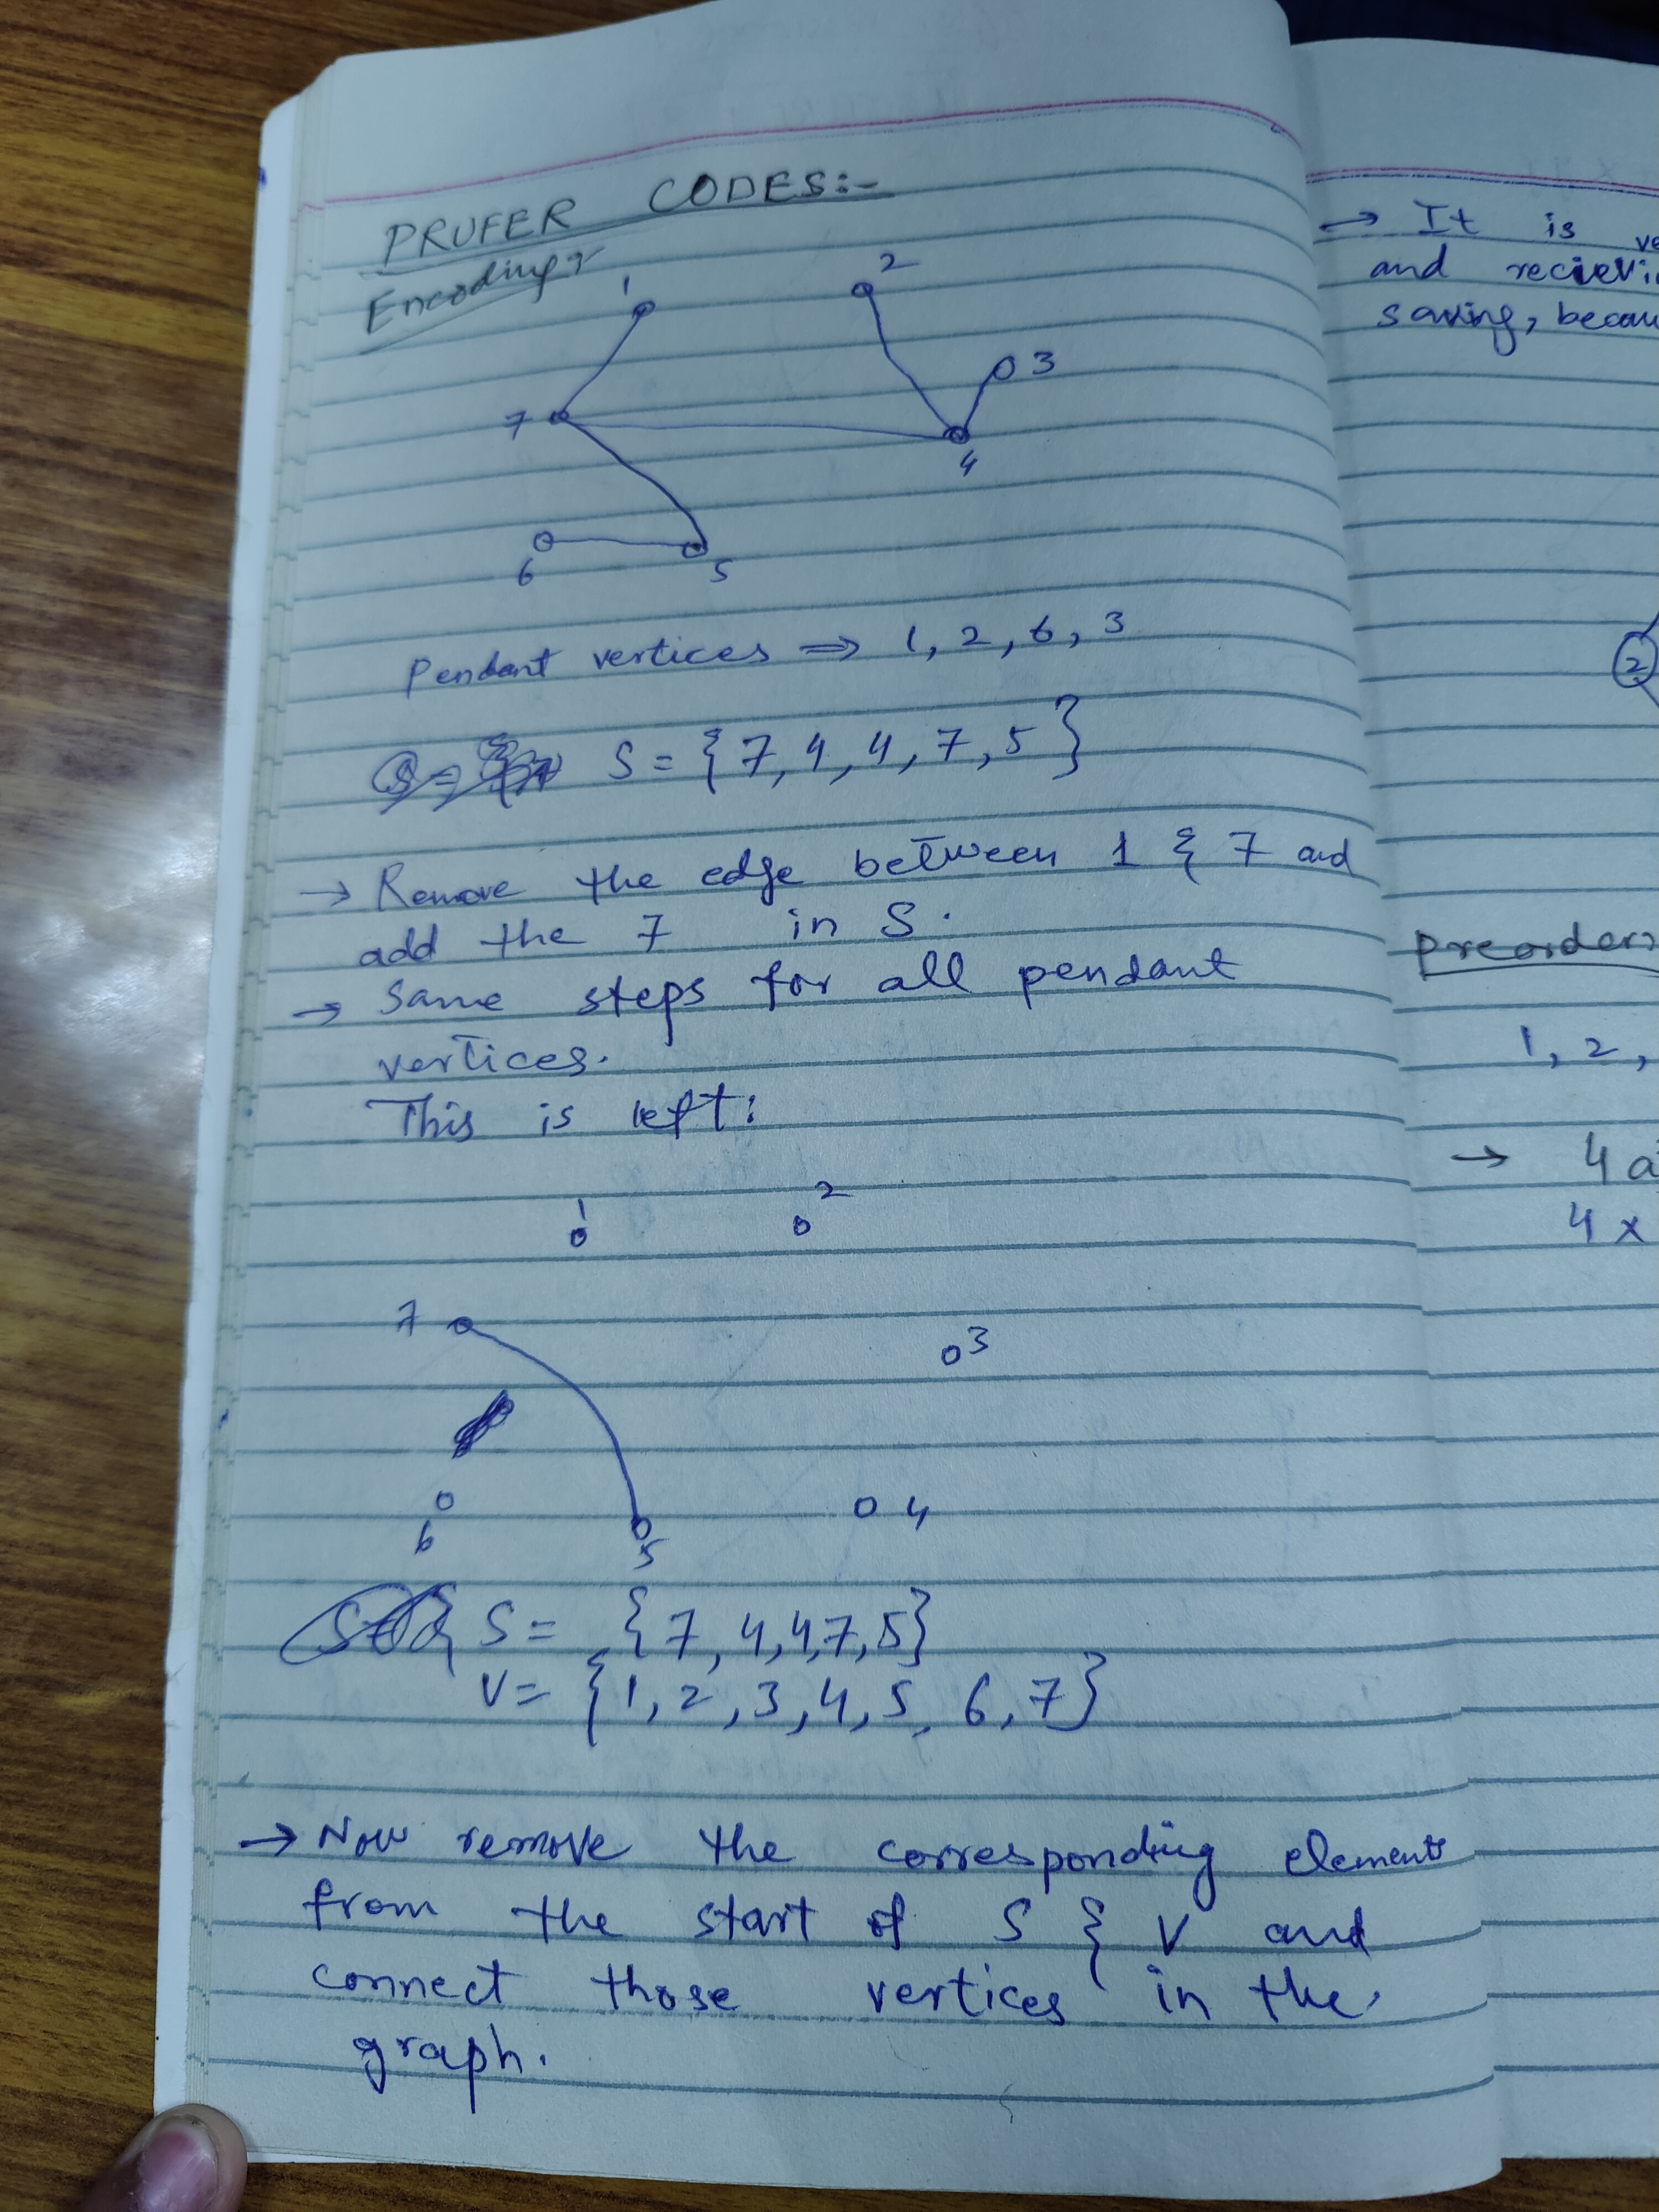 PRUFER CODES:-
Encoding
1
2
3
7
4
6
5
Pendant vertices ⇒ 1, 2, 6, 3
S = {7, 4, 4, 7, 5}
→ Remove the edge between 1 & 7 and
add the 7 in S.
→ Same steps for all pendant
vertices.
This is left:
1
2
7
3
6
5
4
S = {7, 4, 4, 7, 5}
V = {1, 2, 3, 4, 5, 6, 7}
→ Now remove the corresponding element
from the start of S & V and
connect those vertices in the
graph.
→ It is
and
saving,
2
Preorder
1, 2,
→ 4
4 x